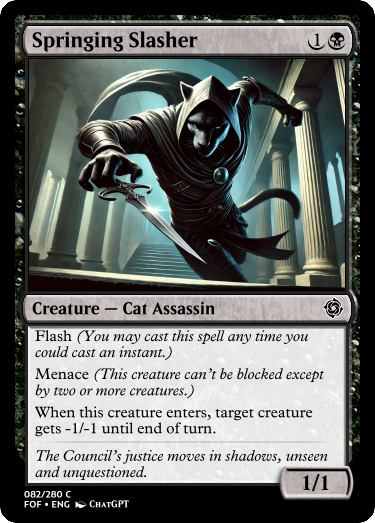 Springing Slasher 1
Creature — Cat Assassin
Flash (You may cast this spell any time you
could cast an instant.)
Menace (This creature can't be blocked except
by two or more creatures.)
When this creature enters, target creature
gets -1/-1 until end of turn.
The Council's justice moves in shadows, unseen
and unquestioned.
1/1
082/280 C
FOF • ENG ChatGPT